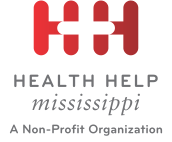 HEALTH HELP
mississippi
A Non-Profit Organization